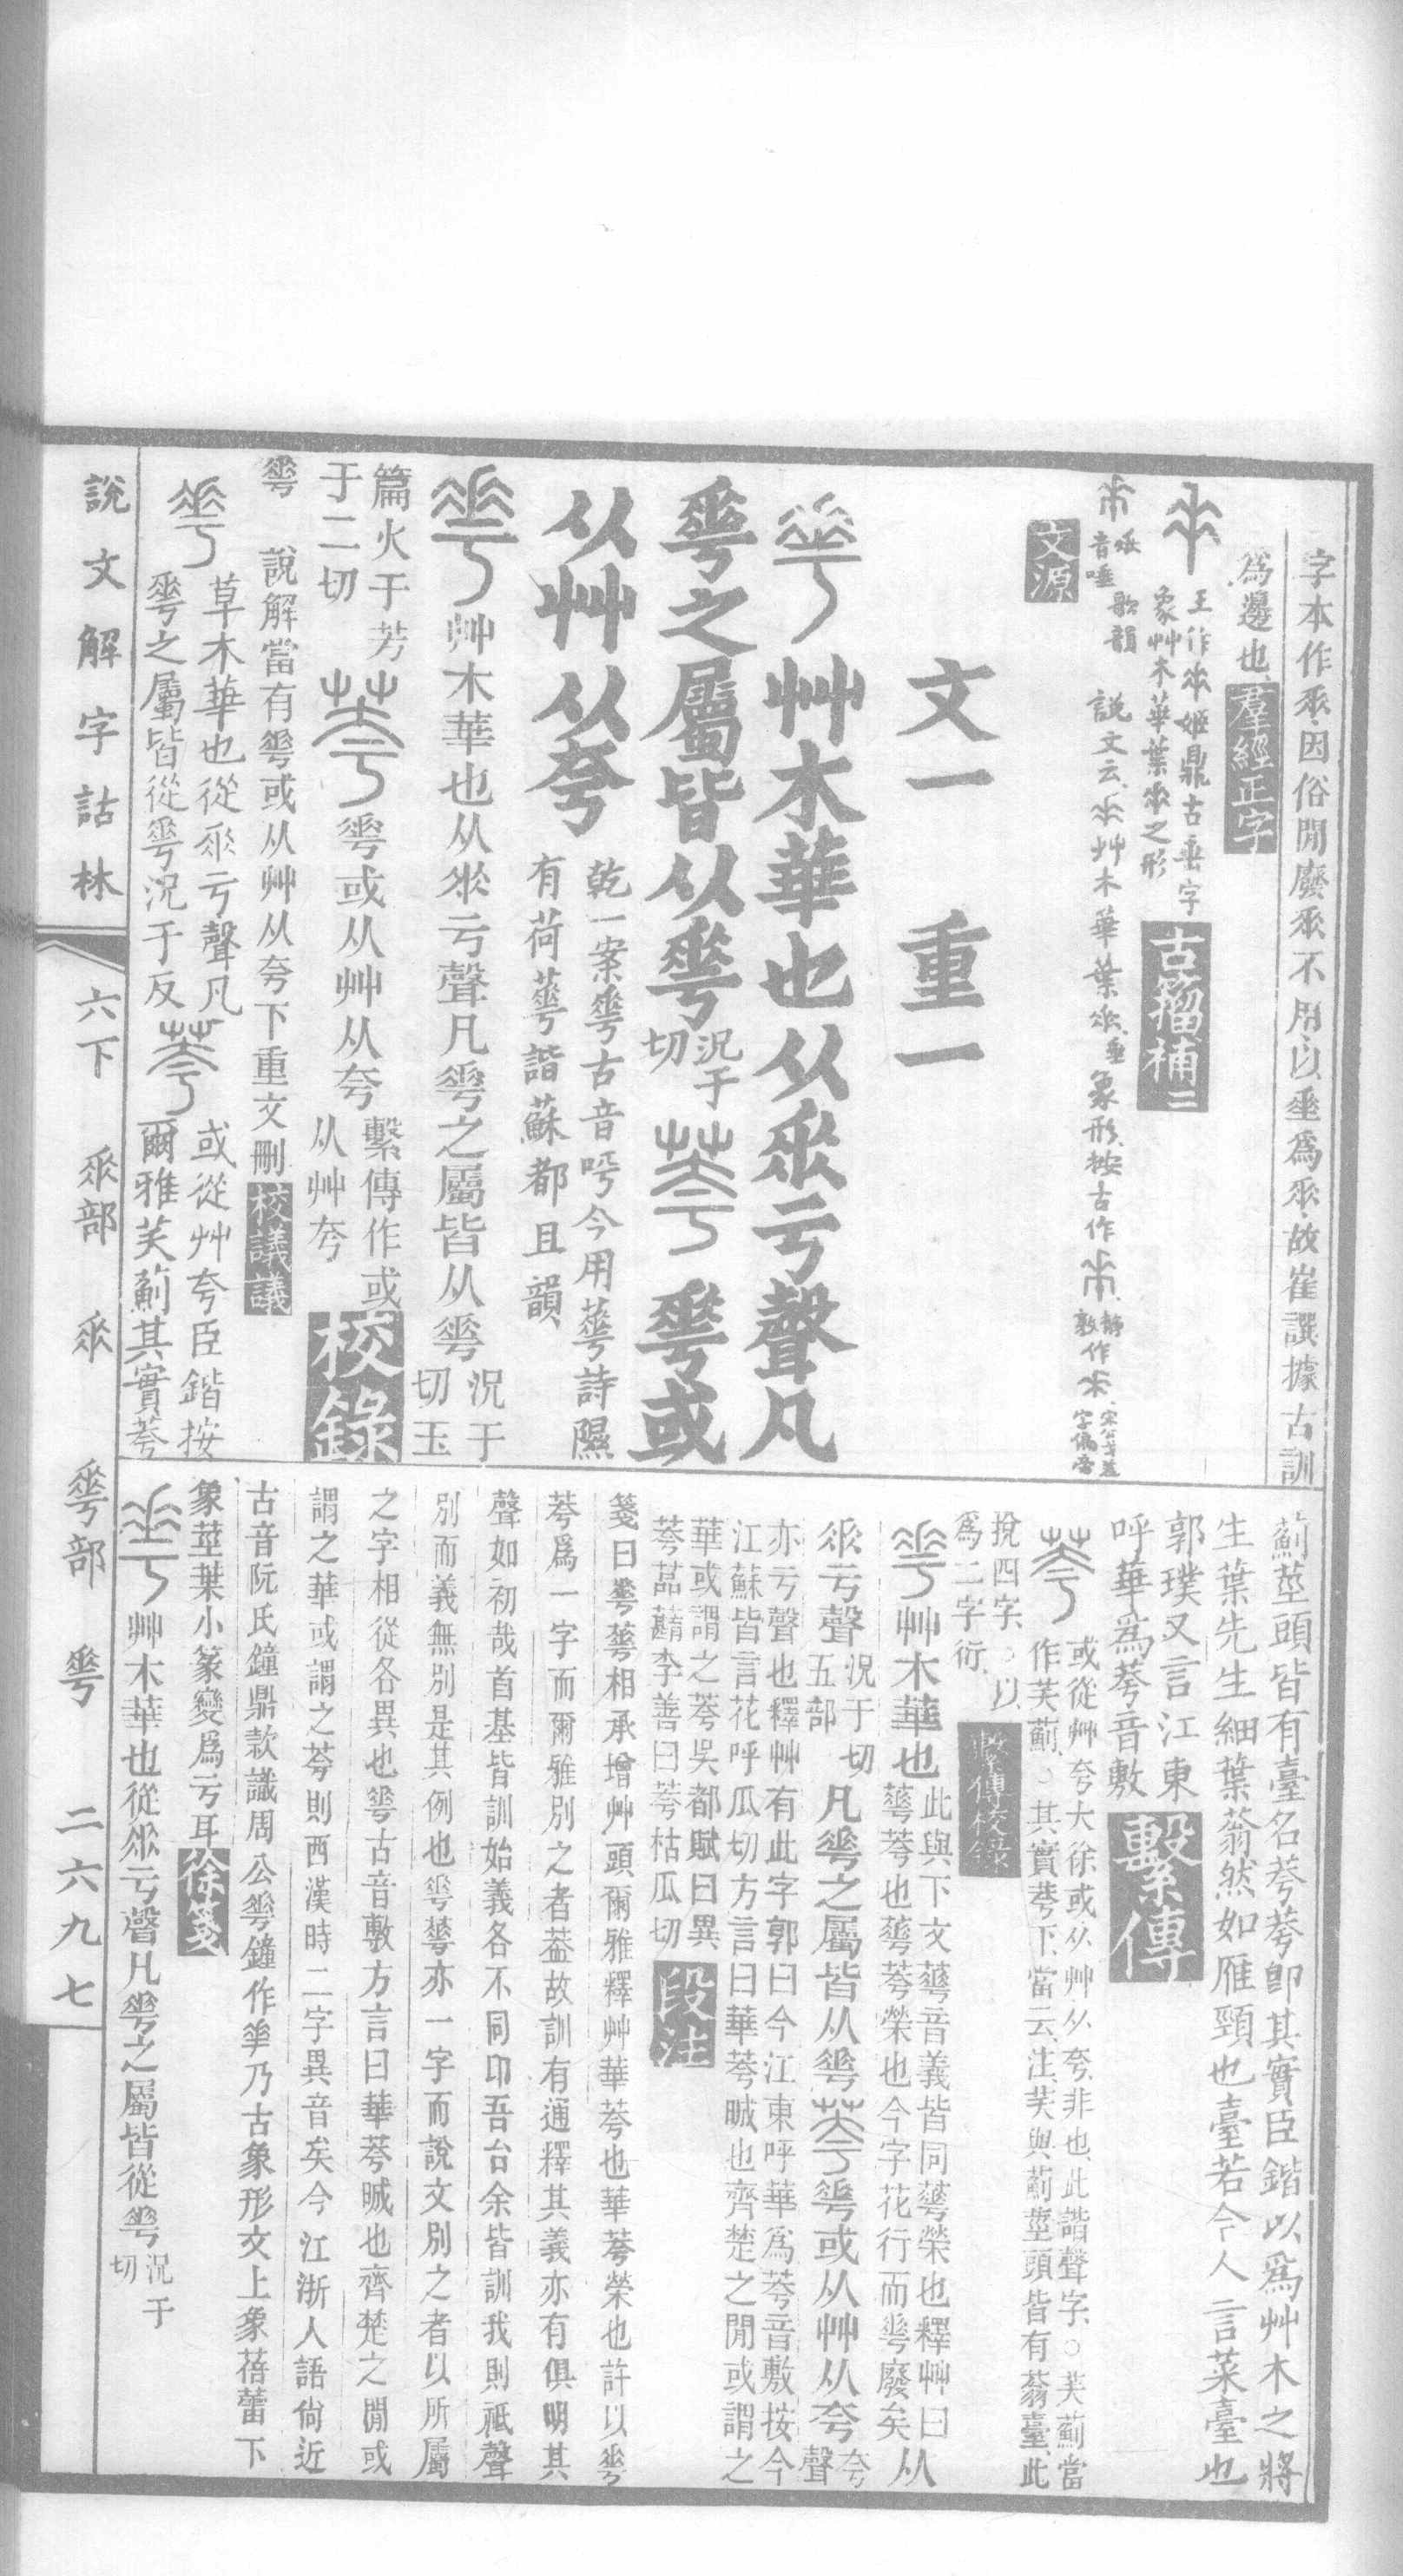 字本作𠂹因俗閒廢𠂹不用以垂爲𠂹故崔譔據古訓
爲邊也群經正字
王作𠂹姬鼎古垂字
象艸木華葉𠂹之形
古籀補二
𠂹音唾
歌韻
說文云𠂹艸木華葉𠂹垂象形按古作
靜敦作
文源
文一 重一
艸木華也从𠂹亏聲凡
𠌶之屬皆从𠌶況于切
𠌶或
从艸从夸
乾一案𠌶古音呺今用蕐詩隰
有荷蕐諧蘇都且韻
艸木華也从𠂹亏聲凡𠌶之屬皆从𠌶況于切玉
篇火于芳于二切
𠌶或从艸从夸繫傳作或从艸夸
校錄
𠌶 說解當有𠌶或从艸从夸下重文刪校議議
草木華也從𠂹亏聲凡
𠌶之屬皆從𠌶況于反
或從艸夸臣鍇按
爾雅芺薊其實荂
薊莖頭皆有臺名荂荂卽其實臣鍇以爲艸木之將
生葉先生細葉蓊然如雁頸也臺若今人言菜臺也
郭璞又言江東
呼華爲荂音敷
繫傳
或從艸夸大徐或从艸从夸非也此諧聲字○芺薊當
作芺薊○其實荂下當云注芺與薊莖頭皆有蓊臺此
挩四字○以
爲二字衍
繫傳校錄
𠌶艸木華也此與下文蕐音義皆同蕐榮也釋艸曰
蕐荂也蕐荂榮也今字花行而𠌶廢矣从
𠂹亏聲況于切五部凡𠌶之屬皆从𠌶
𠌶或从艸从夸夸聲
亦亏聲也釋艸有此字郭曰今江東呼華爲荂音敷按今
江蘇皆言花呼瓜切方言曰華荂晠也齊楚之閒或謂之
華或謂之荂吳都賦曰異
荂蓲蘛李善曰荂枯瓜切
段注
箋曰𠌶蕐相承增艸頭爾雅釋艸華荂也華荂榮也許以𠌶
荂爲一字而爾雅別之者葢故訓有通釋其義亦有俱明其
聲如初哉首基皆訓始義各不同卬吾台余皆訓我則祇聲
別而義無別是其例也𠌶蕐亦一字而說文別之者以所屬
之字相從各異也𠌶古音敷方言曰華荂晠也齊楚之閒或
謂之華或謂之荂則西漢時二字異音矣今江浙人語尙近
古音阮氏鐘鼎款識周公𠌶鐘作𠌶乃古象形文上象蓓蕾下
象莖葉小篆變爲亏耳徐箋
艸木華也從𠂹亏聲凡𠌶之屬皆從𠌶況于切
說文解字詁林 六下 𠂹部 𠂹 𠌶部 𠌶 二六九七